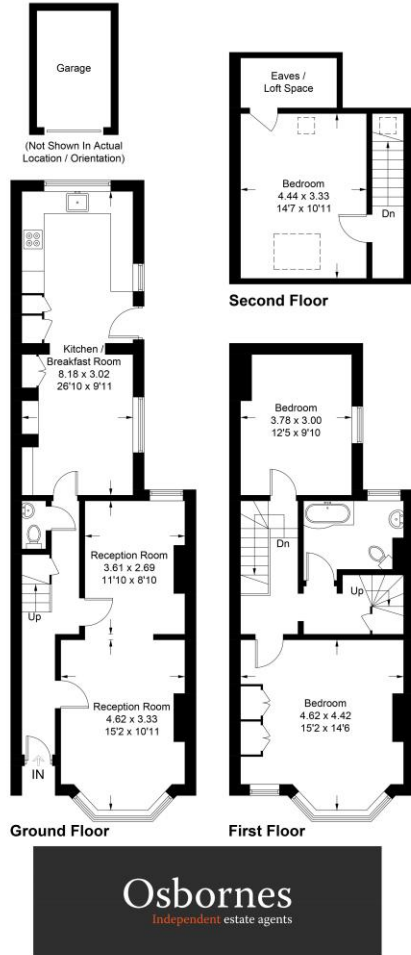 Garage
(Not Shown In Actual
Location / Orientation)
Eaves /
Loft Space
Bedroom
4.44 x 3.33
14'7 x 10'11
Dn
Second Floor
Kitchen /
Breakfast Room
8.18 x 3.02
26'10 x 9'11
Reception Room
3.61 x 2.69
11'10 x 8'10
Up
Reception Room
4.62 x 3.33
15'2 x 10'11
IN
Ground Floor
Bedroom
3.78 x 3.00
12'5 x 9'10
Dn
Up
Bedroom
4.62 x 4.42
15'2 x 14'6
First Floor
Osbornes
Independent estate agents